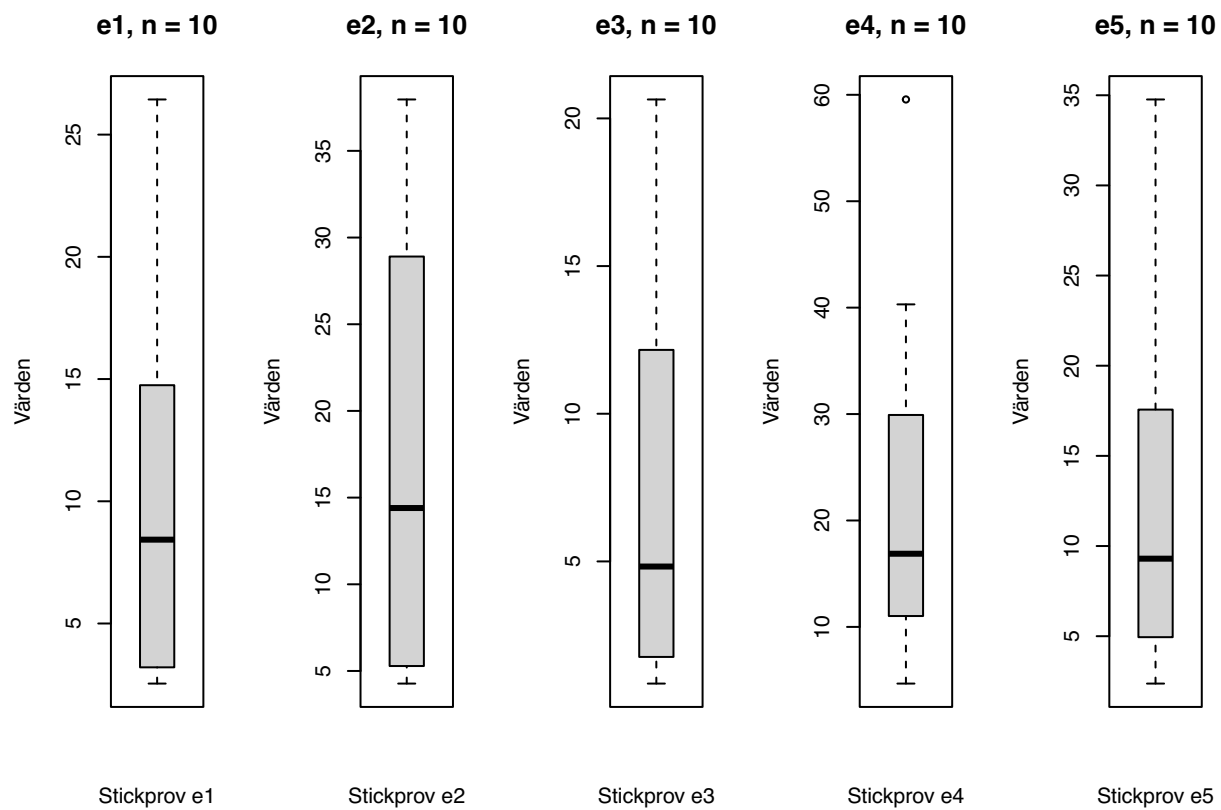 e1, n = 10
e2, n = 10
e3, n = 10
e4, n = 10
e5, n = 10
Värden
25
20
15
10
5
Stickprov e1
Värden
35
30
25
20
15
10
5
Stickprov e2
Värden
20
15
10
5
Stickprov e3
Värden
60
50
40
30
20
10
Stickprov e4
Värden
35
30
25
20
15
10
5
Stickprov e5